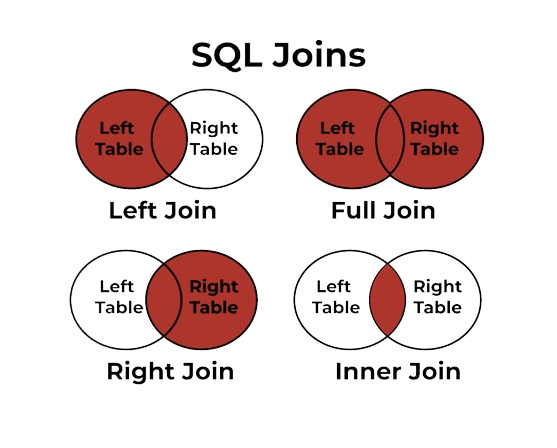 SQL Joins
Left
Table
Right
Table
Left Join
Left
Table
Right
Table
Full Join
Left
Table
Right
Table
Right Join
Left
Table
Right
Table
Inner Join